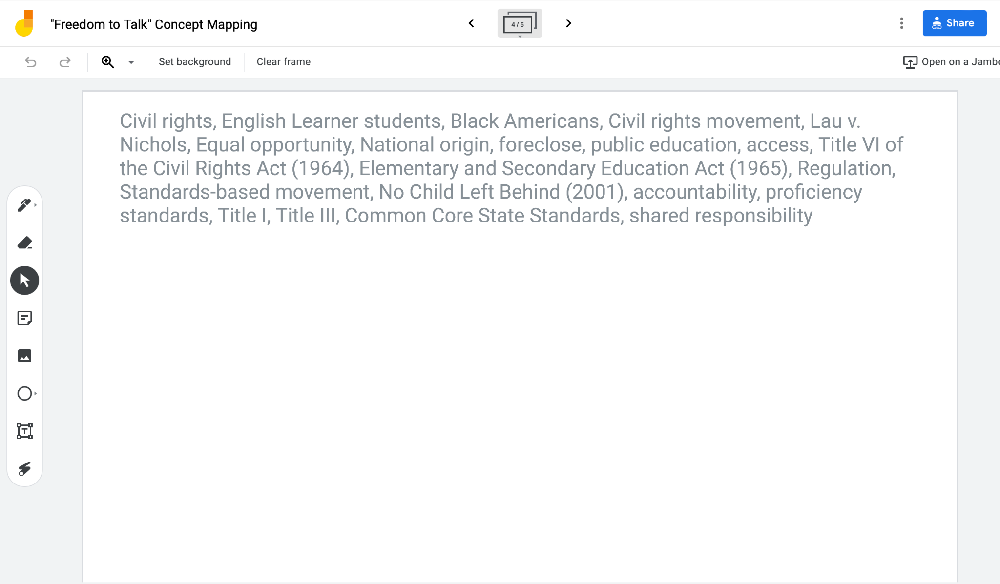 "Freedom to Talk" Concept Mapping
4 / 5
Share
Set background
Clear frame
Open on a Jambo
Civil rights, English Learner students, Black Americans, Civil rights movement, Lau v.
Nichols, Equal opportunity, National origin, foreclose, public education, access, Title VI of
the Civil Rights Act (1964), Elementary and Secondary Education Act (1965), Regulation,
Standards-based movement, No Child Left Behind (2001), accountability, proficiency
standards, Title I, Title III, Common Core State Standards, shared responsibility